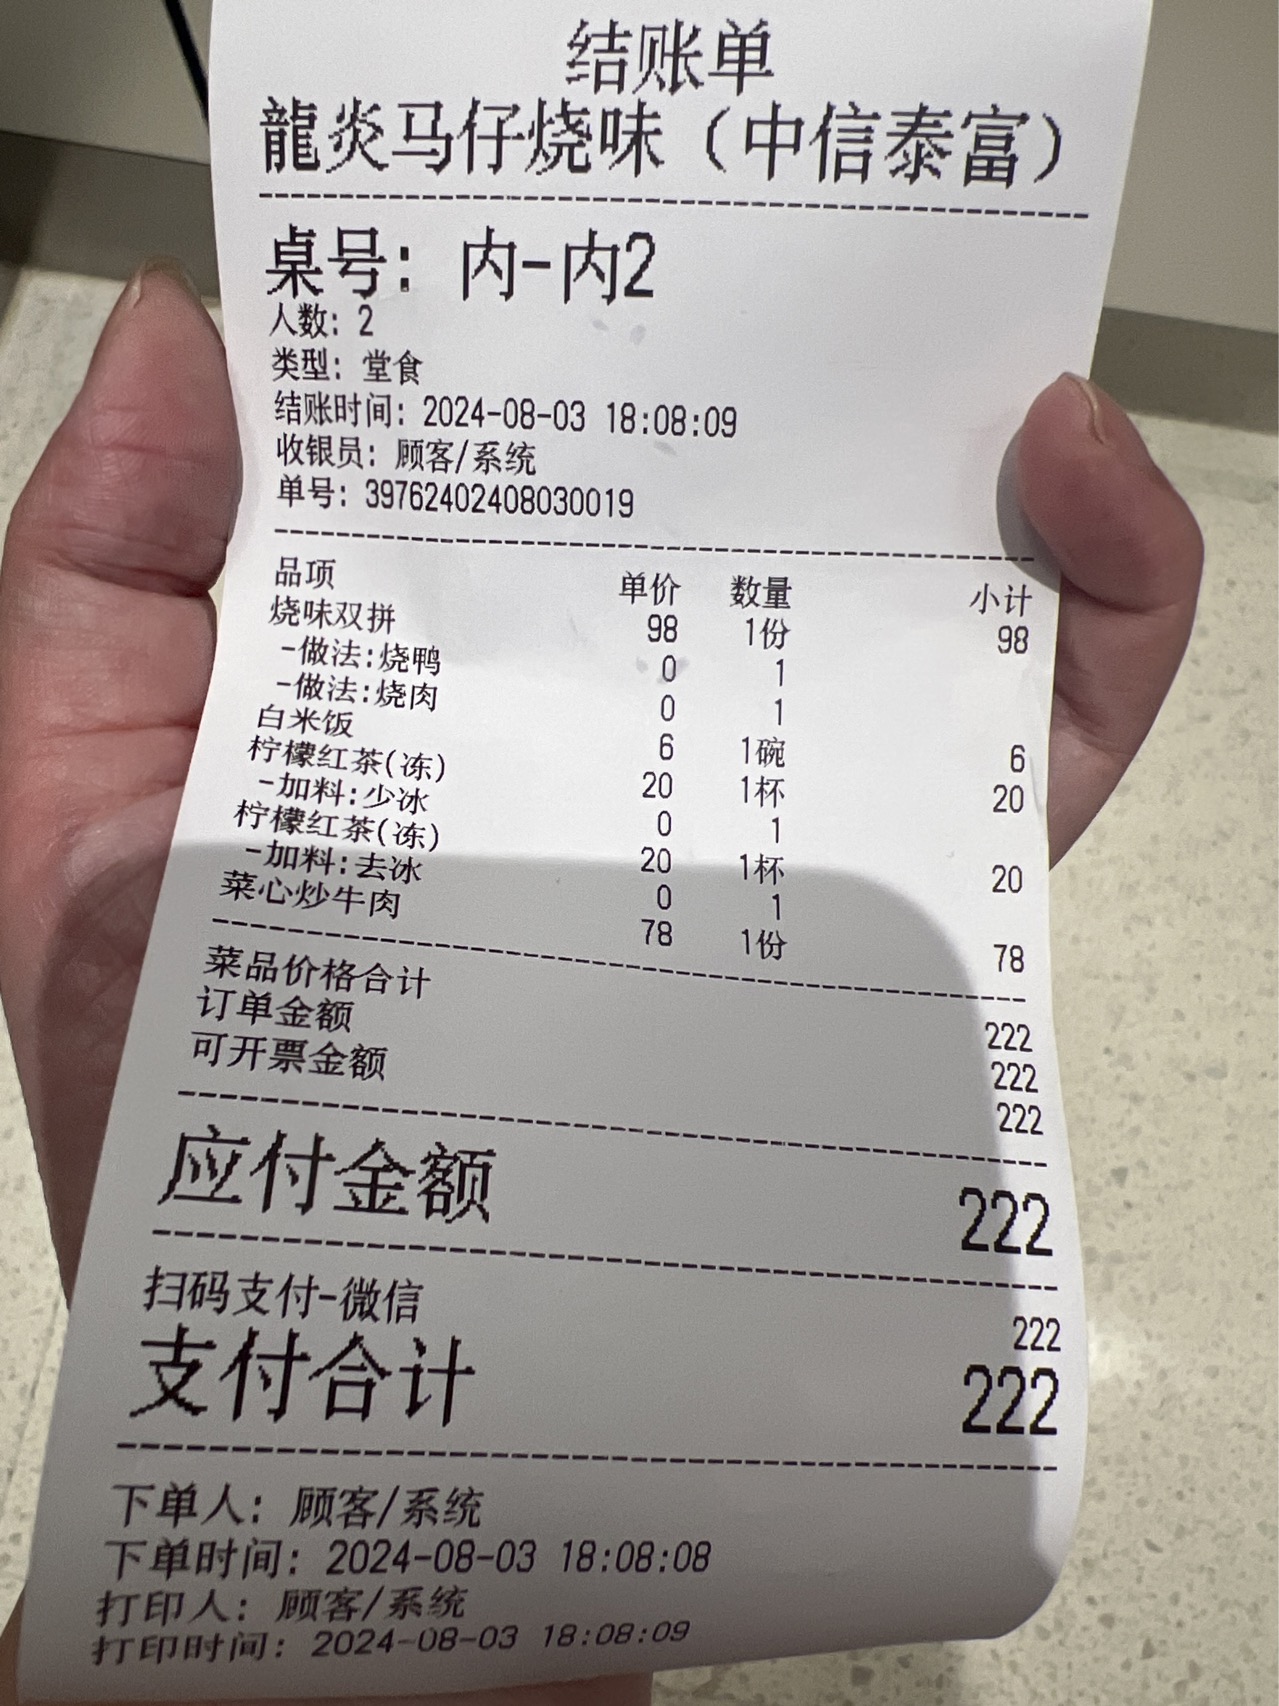 结账单
龍炎马仔烧味（中信泰富）
桌号: 内-内2
人数: 2
类型: 堂食
结账时间: 2024-08-03 18:08:09
收银员: 顾客/系统
单号: 39762402408030019
品项 单价 数量 小计
烧味双拼 98 1份 98
-做法:烧鸭 0 1
-做法:烧肉 0 1
白米饭 6 1碗 6
柠檬红茶(冻) 20 1杯 20
-加料:少冰 0 1
柠檬红茶(冻) 20 1杯 20
-加料:去冰 0 1
菜心炒牛肉 78 1份 78
菜品价格合计 222
订单金额 222
可开票金额 222
应付金额 222
扫码支付-微信 222
支付合计 222
下单人: 顾客/系统
下单时间: 2024-08-03 18:08:08
打印人: 顾客/系统
打印时间: 2024-08-03 18:08:09